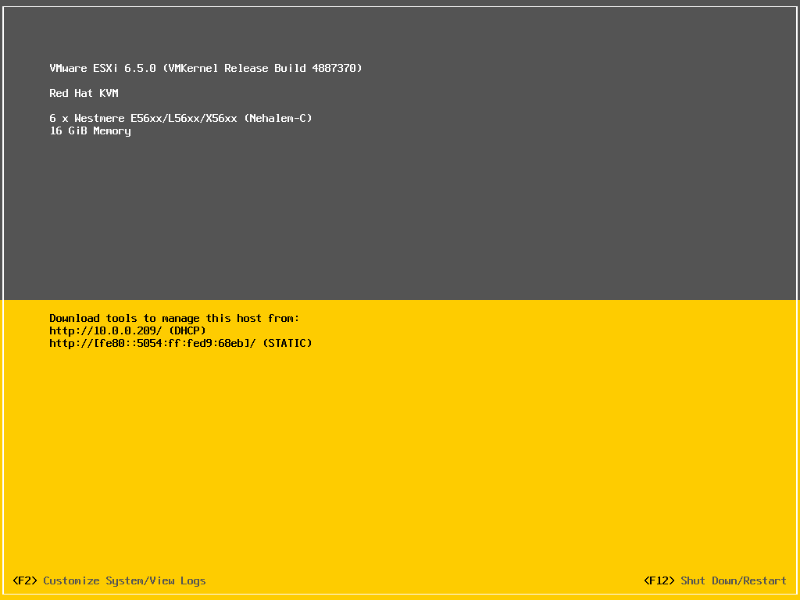 VMware ESXi 6.5.0 (VMKernel Release Build 4887370)
Red Hat KVM
6 x Westmere E56xx/L56xx/X56xx (Nehalem-C)
16 GiB Memory
Download tools to manage this host from:
http://10.0.0.209/ (DHCP)
http://[fe80::5054:ff:fed9:68eb]/ (STATIC)
<F2> Customize System/View Logs
<F12> Shut Down/Restart